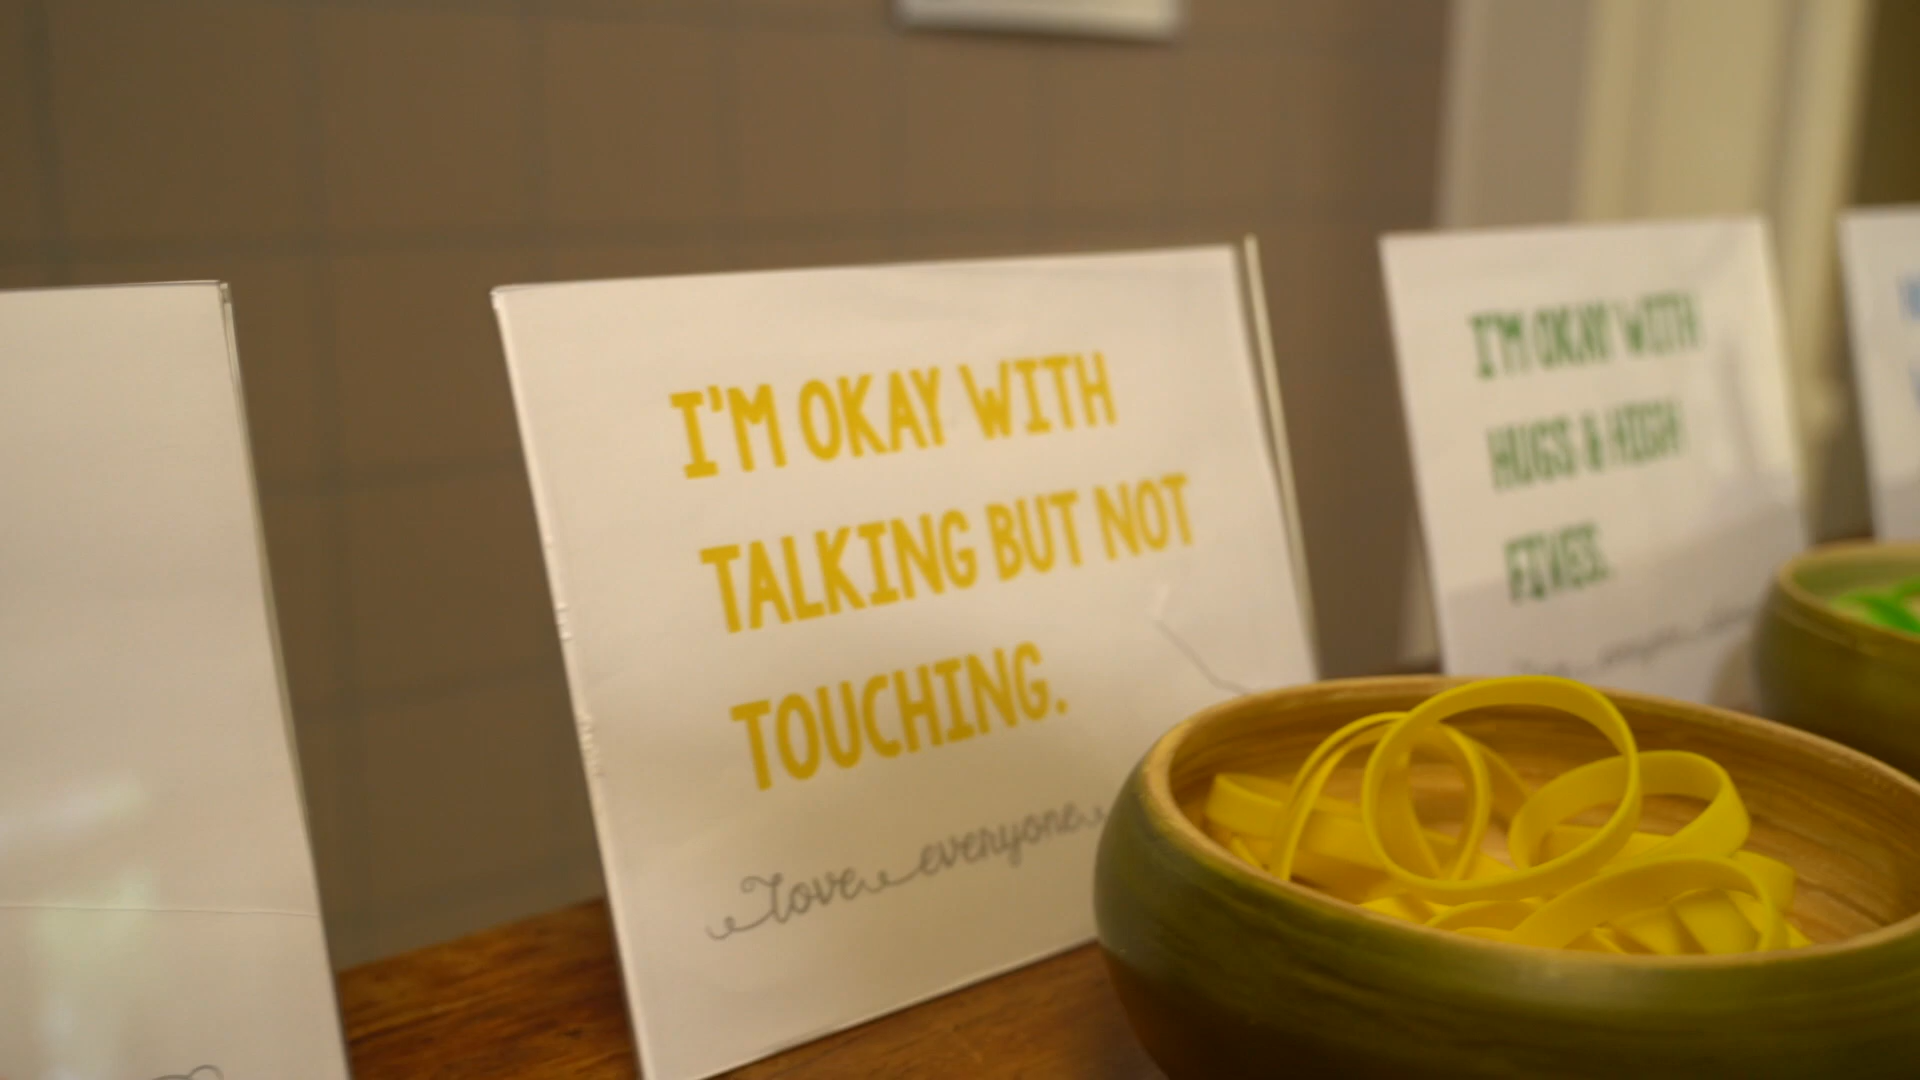 I'M OKAY WITH
TALKING BUT NOT
TOUCHING.
love everyone
I'M OKAY WITH
HUGS & HIGH
FIVES.